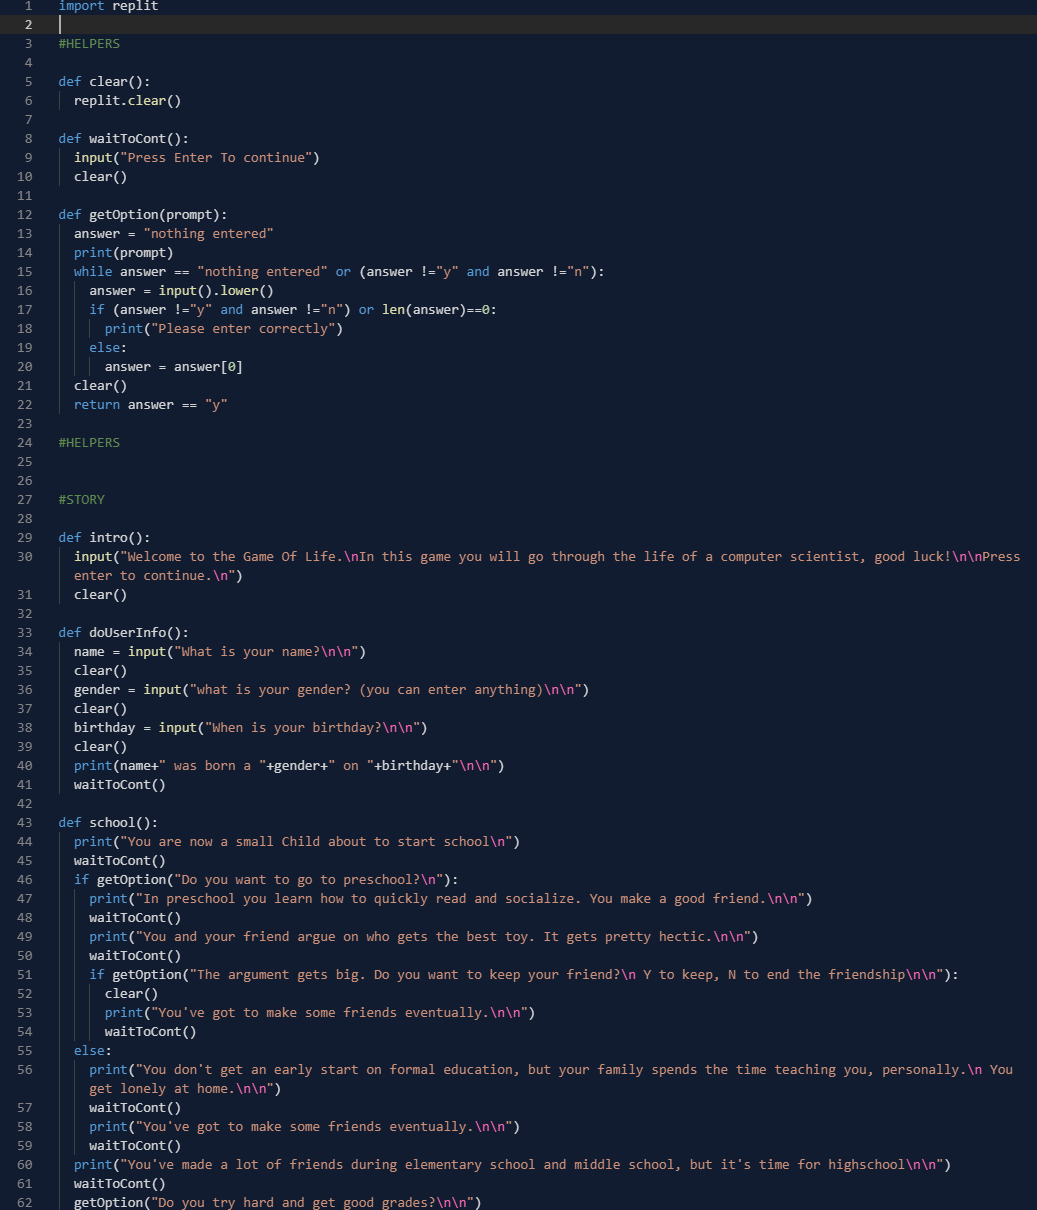 1 import replit
2
3 #HELPERS
4
5 def clear():
6 replit.clear()
7
8 def waitToCont():
9 input("Press Enter To continue")
10 clear()
11
12 def getOption(prompt):
13 answer = "nothing entered"
14 print(prompt)
15 while answer == "nothing entered" or (answer !="y" and answer !="n"):
16 answer = input().lower()
17 if (answer !="y" and answer !="n") or len(answer)==0:
18 print("Please enter correctly")
19 else:
20 answer = answer[0]
21 clear()
22 return answer == "y"
23
24 #HELPERS
25
26
27 #STORY
28
29 def intro():
30 input("Welcome to the Game Of Life.\nIn this game you will go through the life of a computer scientist, good luck!\n\nPress
enter to continue.\n")
31 clear()
32
33 def doUserInfo():
34 name = input("What is your name?\n\n")
35 clear()
36 gender = input("what is your gender? (you can enter anything)\n\n")
37 clear()
38 birthday = input("When is your birthday?\n\n")
39 clear()
40 print(name+" was born a "+gender+" on "+birthday+"\n\n")
41 waitToCont()
42
43 def school():
44 print("You are now a small Child about to start school\n")
45 waitToCont()
46 if getOption("Do you want to go to preschool?\n"):
47 print("In preschool you learn how to quickly read and socialize. You make a good friend.\n\n")
48 waitToCont()
49 print("You and your friend argue on who gets the best toy. It gets pretty hectic.\n\n")
50 waitToCont()
51 if getOption("The argument gets big. Do you want to keep your friend?\n Y to keep, N to end the friendship\n\n"):
52 clear()
53 print("You've got to make some friends eventually.\n\n")
54 waitToCont()
55 else:
56 print("You don't get an early start on formal education, but your family spends the time teaching you, personally.\n You
get lonely at home.\n\n")
57 waitToCont()
58 print("You've got to make some friends eventually.\n\n")
59 waitToCont()
60 print("You've made a lot of friends during elementary school and middle school, but it's time for highschool\n\n")
61 waitToCont()
62 getOption("Do you try hard and get good grades?\n\n")